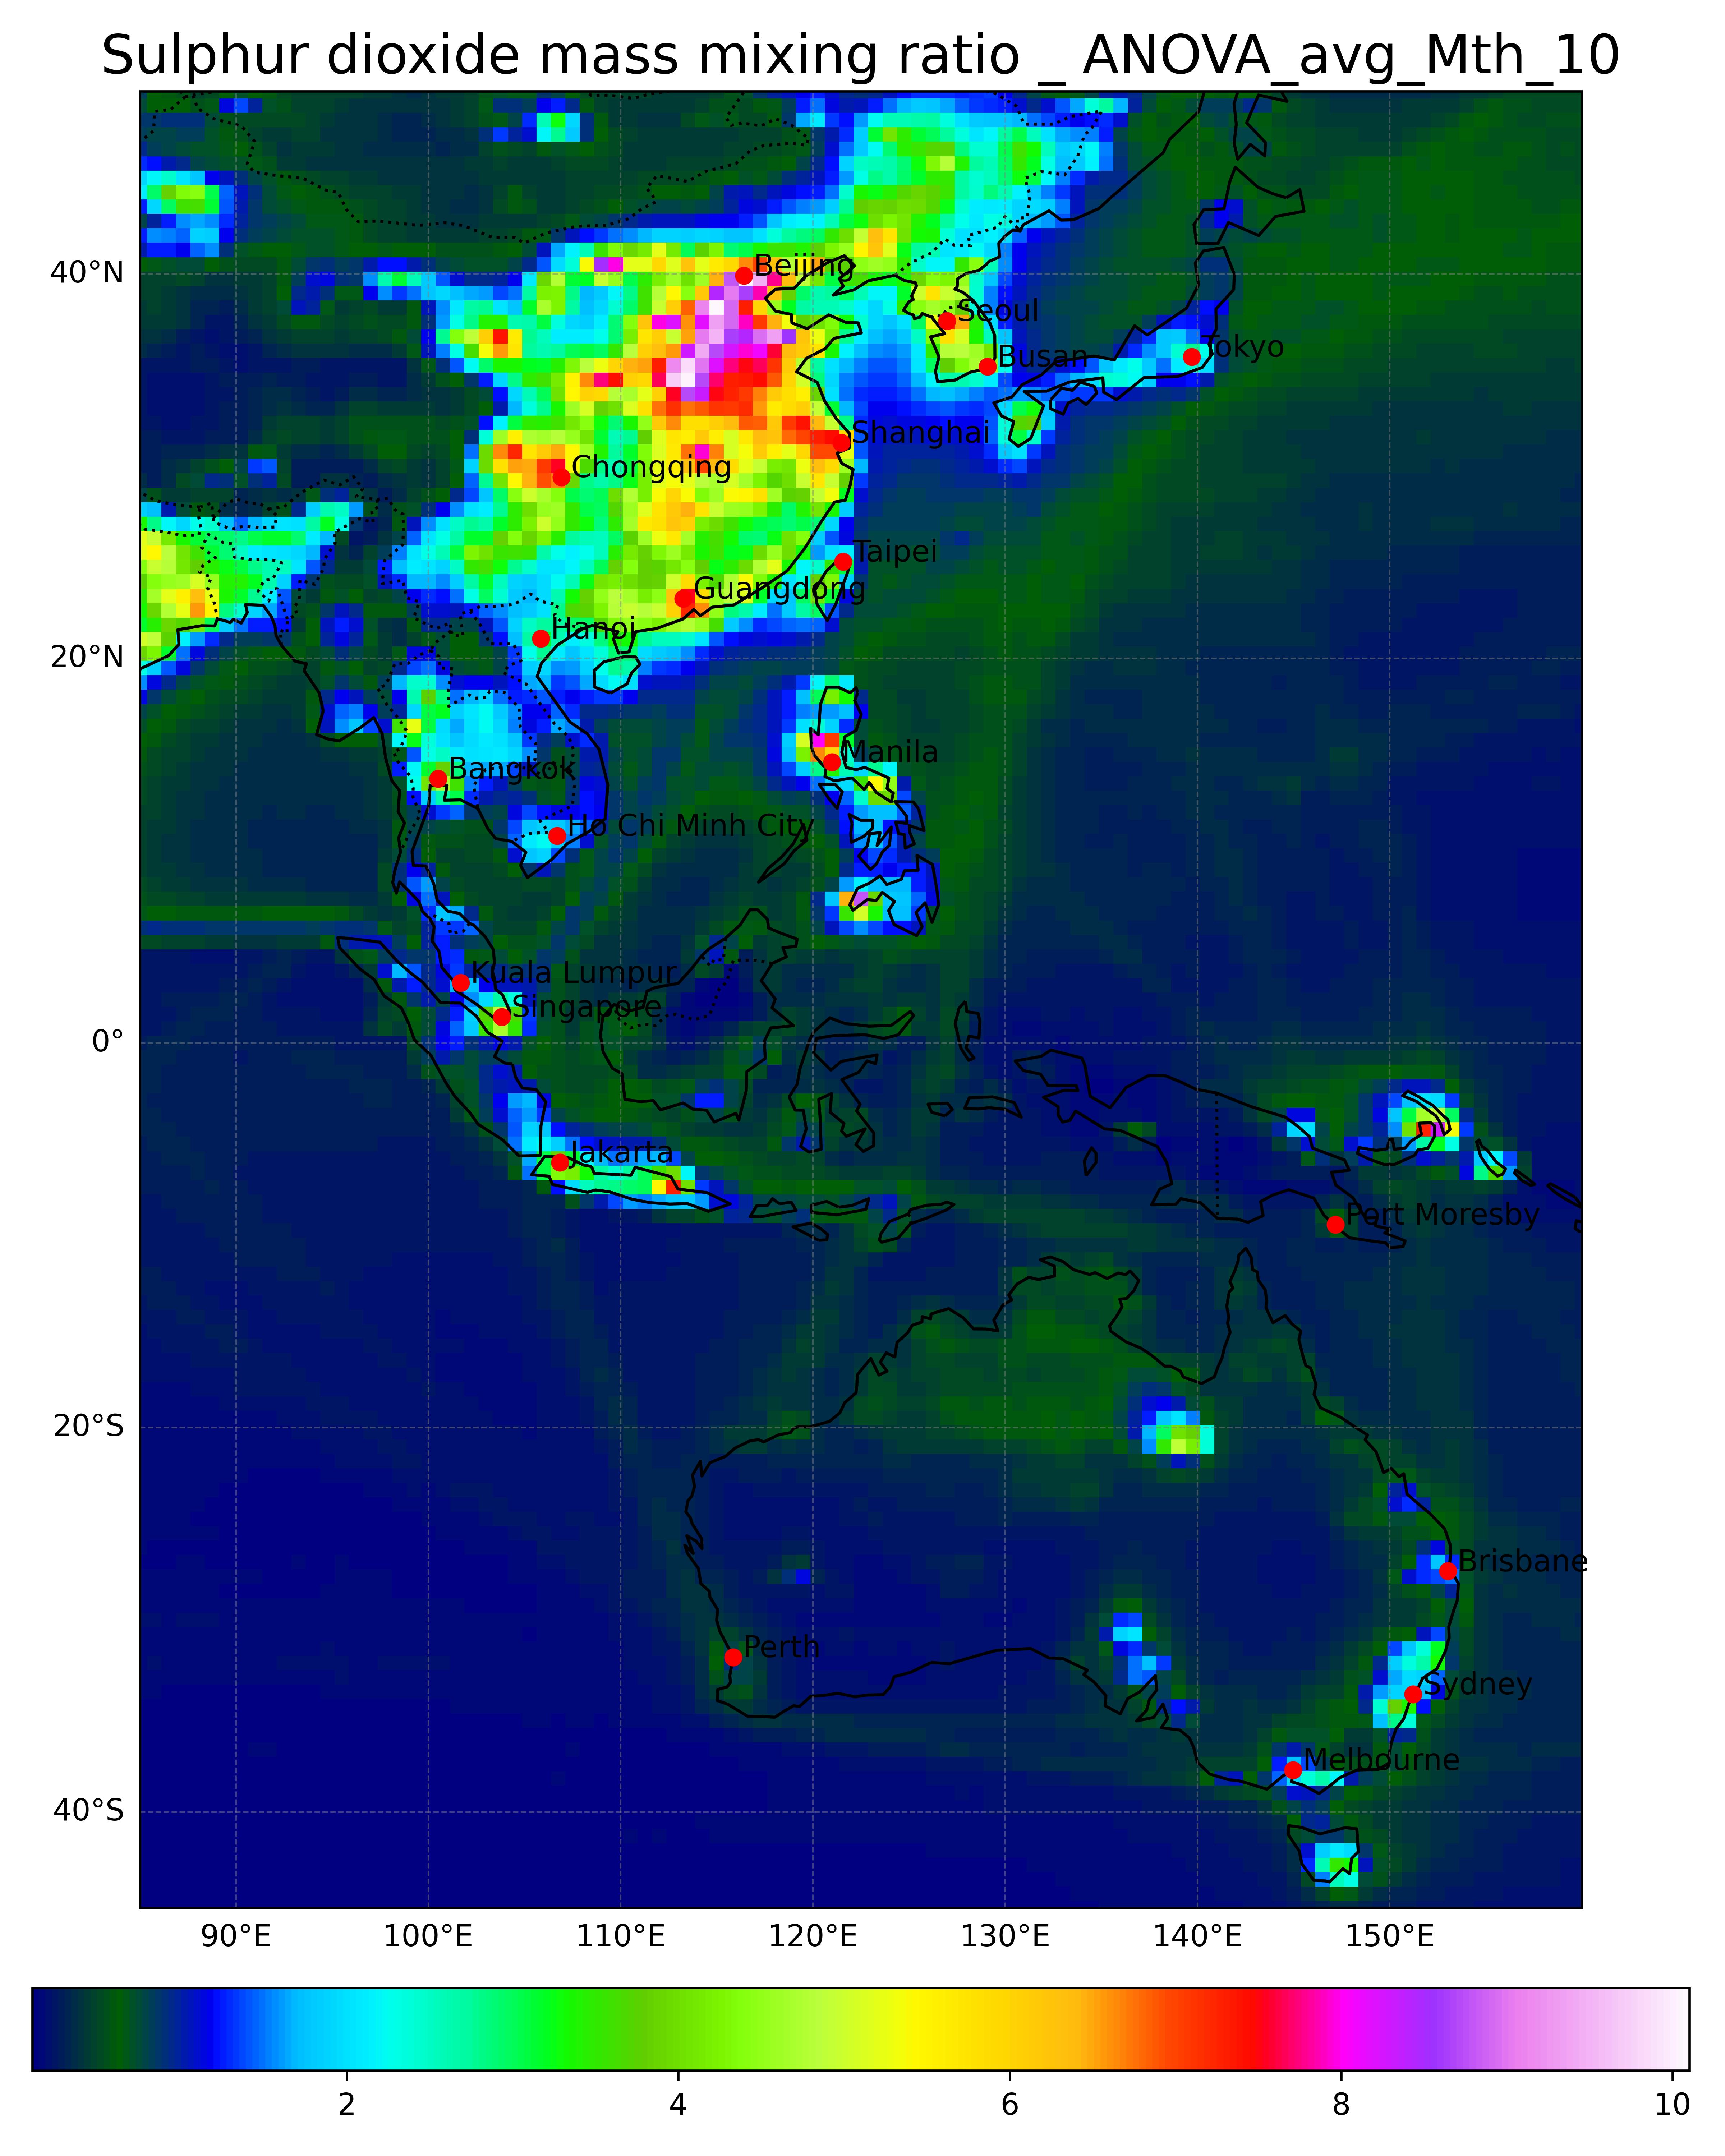 Sulphur dioxide mass mixing ratio _ ANOVA_avg_Mth_10
40°N
Beijing
Seoul
Tokyo
Busan
Shanghai
Chongqing
Taipei
Guangdong
Hanoi
20°N
Manila
Bangkok
Ho Chi Minh City
Kuala Lumpur
Singapore
0°
Jakarta
Port Moresby
20°S
Brisbane
Perth
Sydney
Melbourne
40°S
90°E 100°E 110°E 120°E 130°E 140°E 150°E
2 4 6 8 10